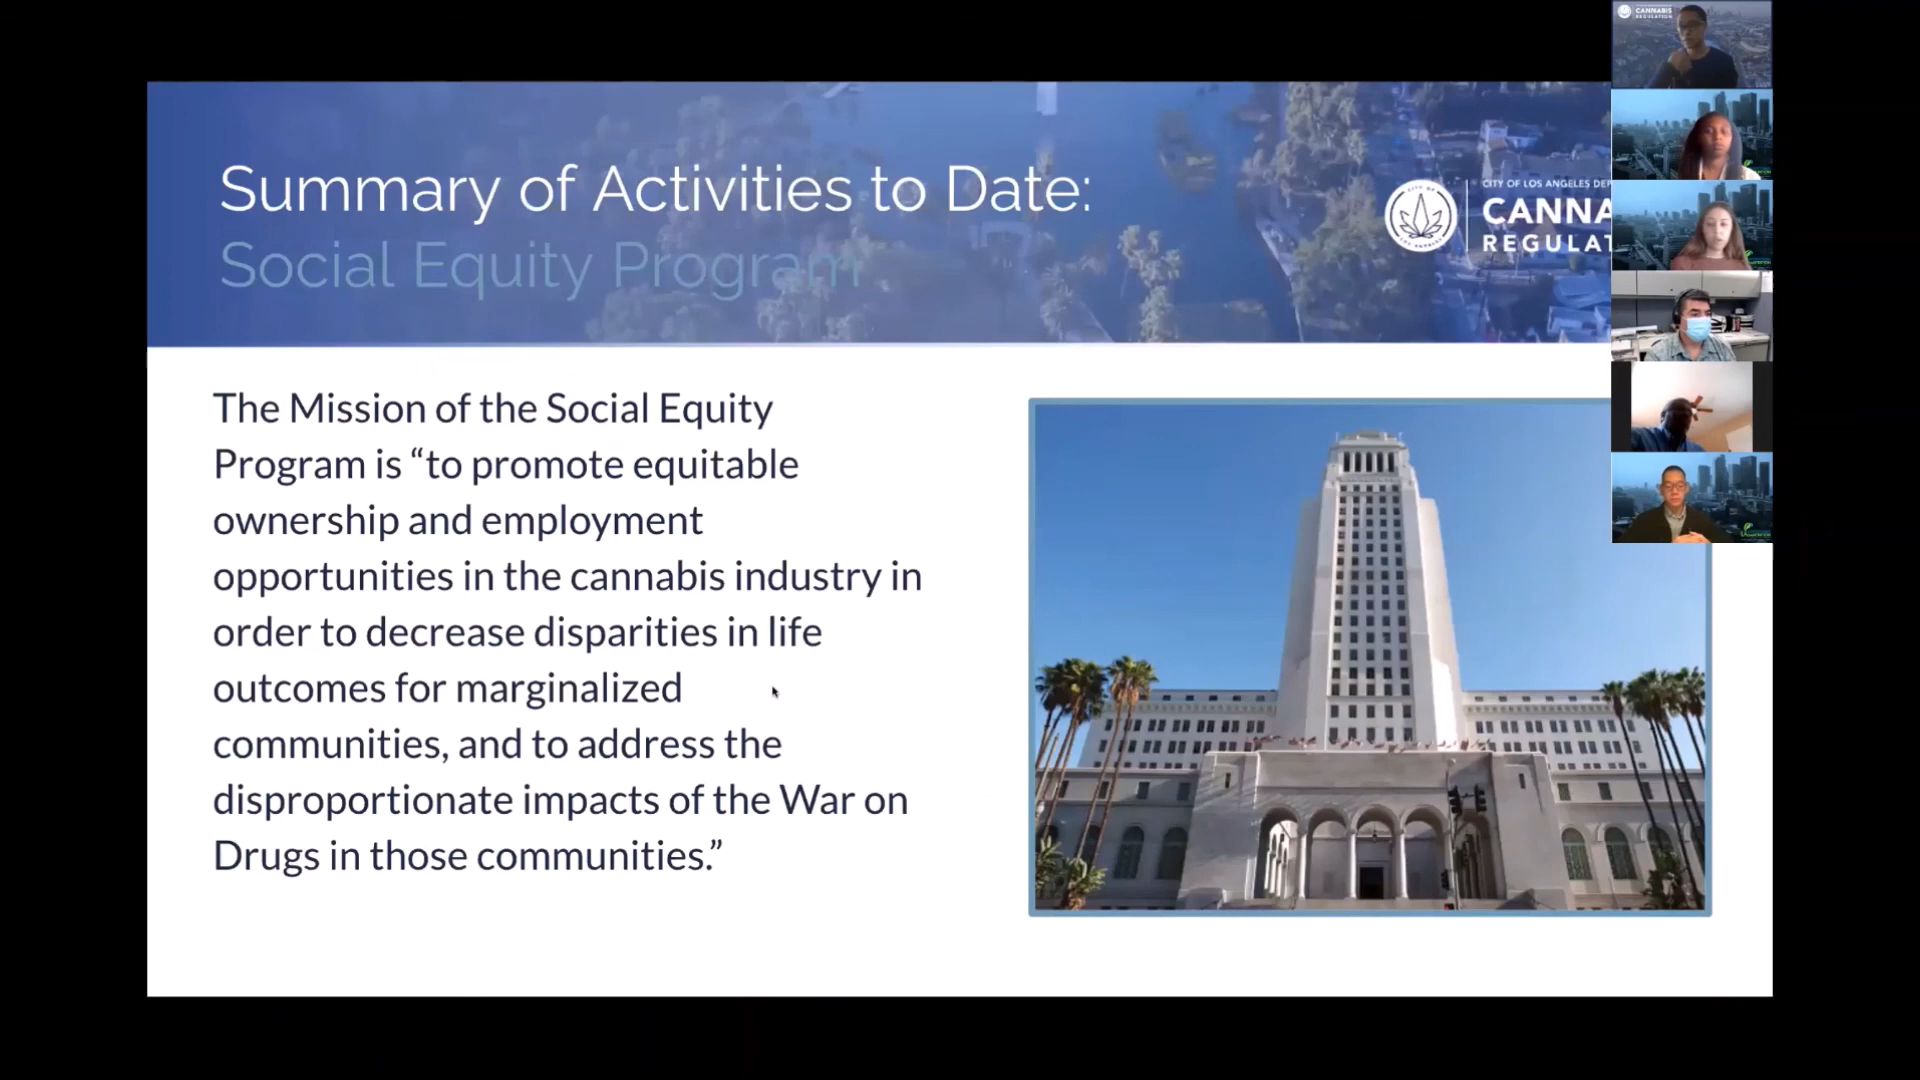 Summary of Activities to Date:
Social Equity Program
CITY OF LOS ANGELES DEP
CANNA
REGULAT
The Mission of the Social Equity
Program is “to promote equitable
ownership and employment
opportunities in the cannabis industry in
order to decrease disparities in life
outcomes for marginalized
communities, and to address the
disproportionate impacts of the War on
Drugs in those communities.”
CANNABIS
REGULATION